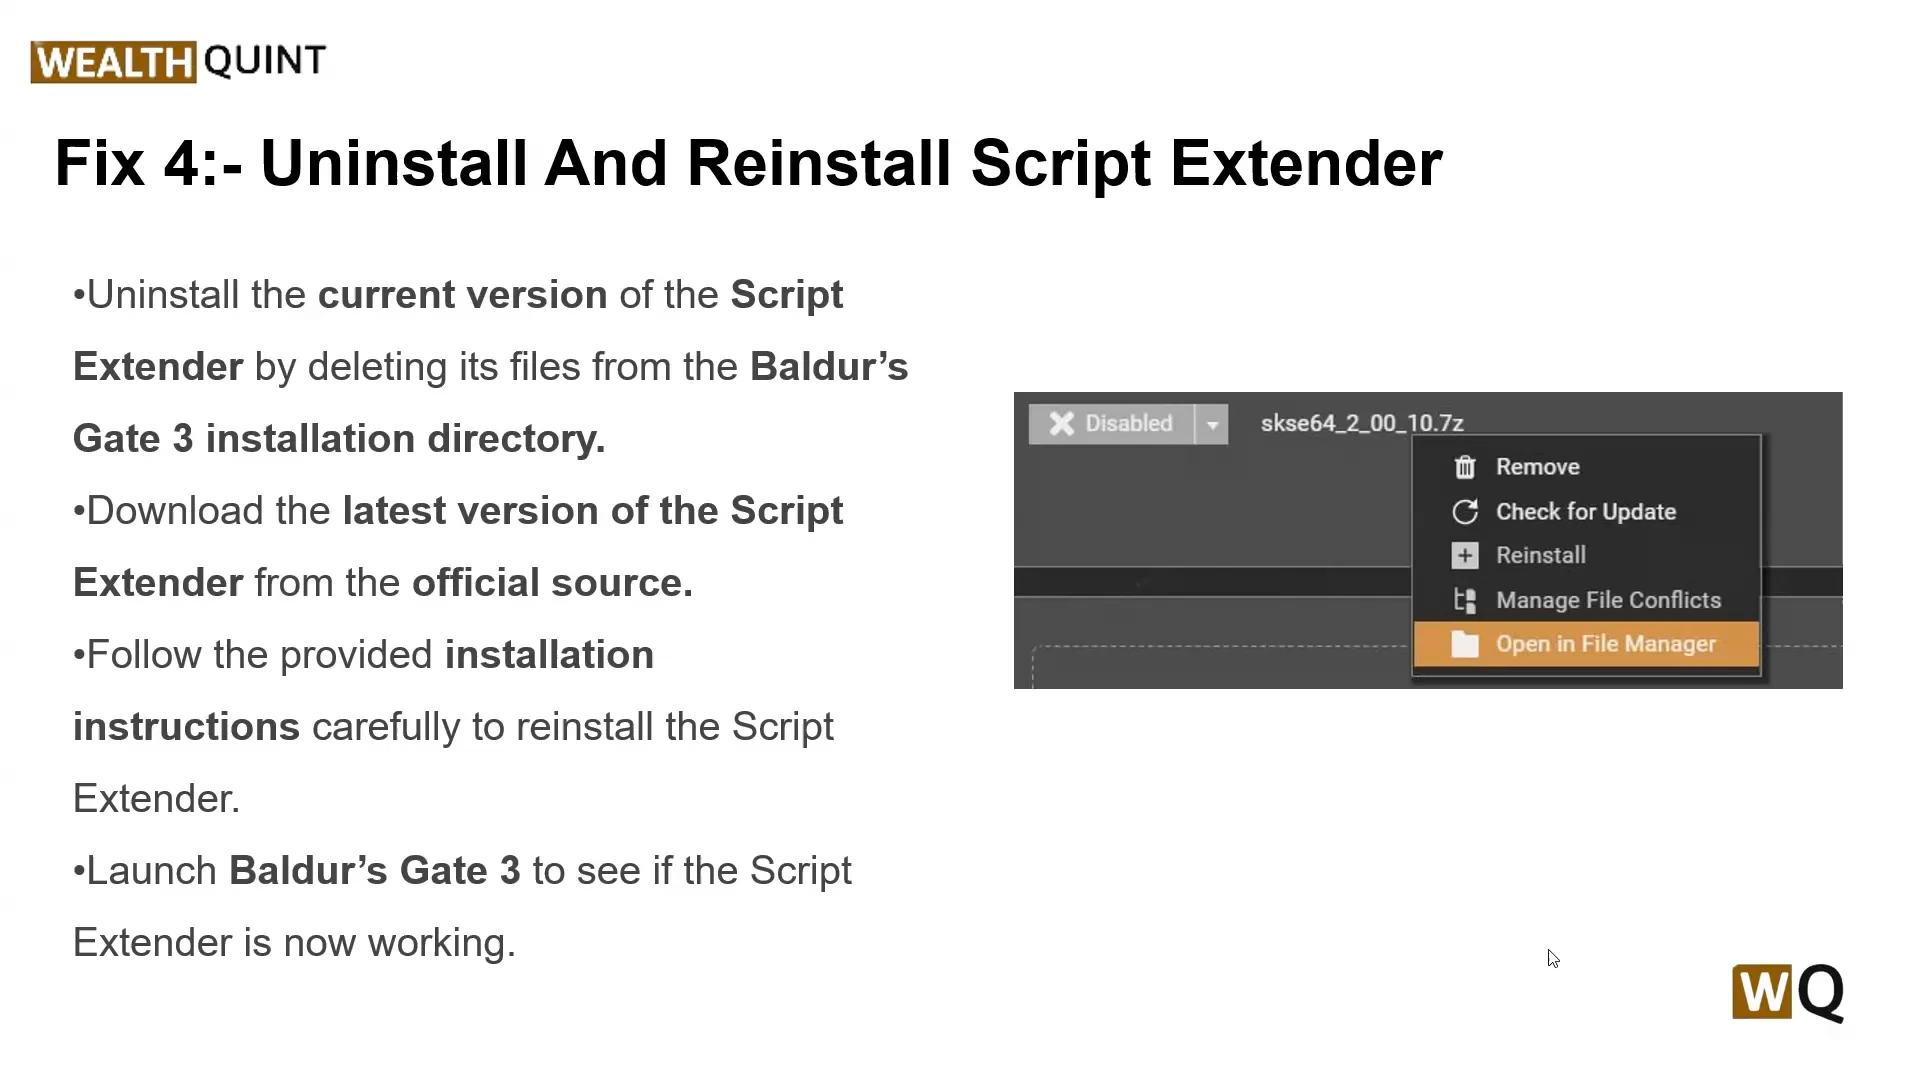 WEALTH QUINT
Fix 4:- Uninstall And Reinstall Script Extender
•Uninstall the current version of the Script
Extender by deleting its files from the Baldur’s
Gate 3 installation directory.
•Download the latest version of the Script
Extender from the official source.
•Follow the provided installation
instructions carefully to reinstall the Script
Extender.
•Launch Baldur’s Gate 3 to see if the Script
Extender is now working.
Disabled
skse64_2_00_10.7z
Remove
Check for Update
Reinstall
Manage File Conflicts
Open in File Manager
WQ